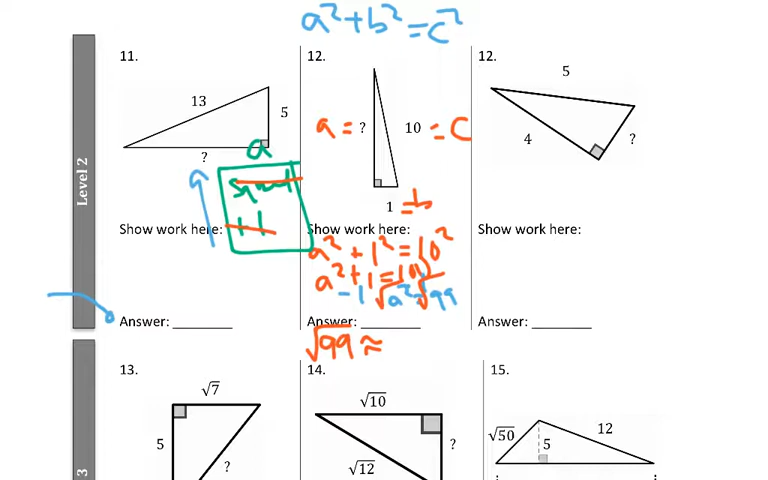 a² + b² = c²
Level 2
11.
13
5
?
a
Show work here:
Answer: ________
12.
a = ?
10 = c
1 = b
Show work here:
a² + 1² = 10²
a² + 1 = 100
−1 √a² = √99
Answer: ________
√99 ≈
12.
5
4
?
Show work here:
Answer: ________
3
13.
√7
5
?
14.
√10
?
√12
15.
√50
5
12